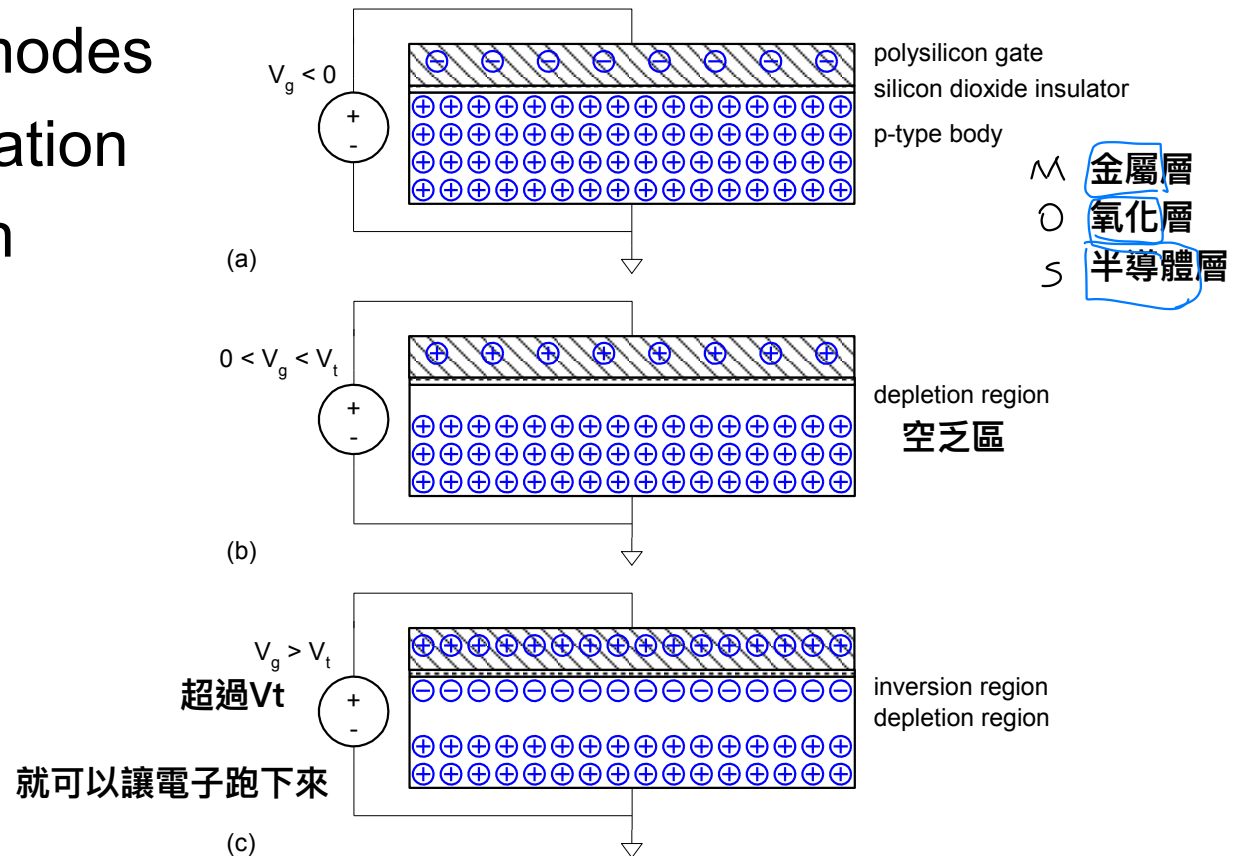 nodes
ation
n
V_g < 0
+
-
polysilicon gate
silicon dioxide insulator
p-type body
M 金屬層
O 氧化層
S 半導體層
(a)
0 < V_g < V_t
+
-
depletion region
空乏區
(b)
V_g > V_t
超過Vt
+
-
就可以讓電子跑下來
inversion region
depletion region
(c)